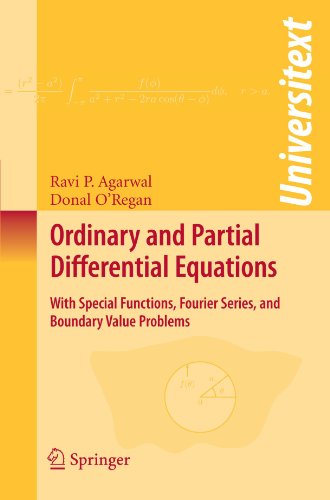 Universitext
Ravi P. Agarwal
Donal O'Regan
Ordinary and Partial
Differential Equations
With Special Functions, Fourier Series, and
Boundary Value Problems
Springer